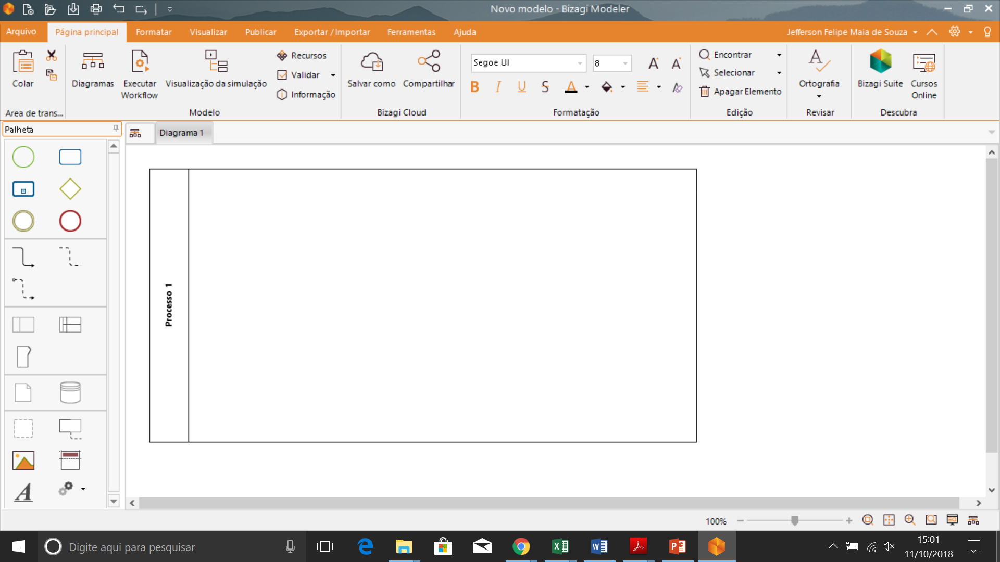 Novo modelo - Bizagi Modeler
Arquivo Página principal Formatar Visualizar Publicar Exportar / Importar Ferramentas Ajuda Jefferson Felipe Maia de Souza
Colar
Area de trans...
Diagramas
Executar
Workflow
Visualização da simulação
Recursos
Validar
Informação
Modelo
Salvar como
Compartilhar
Bizagi Cloud
Segoe UI 8
B I U S A
Formatação
Encontrar
Selecionar
Apagar Elemento
Edição
Ortografia
Revisar
Bizagi Suite
Cursos
Online
Descubra
Palheta
Diagrama 1
Processo 1
A
100%
Digite aqui para pesquisar
15:01
11/10/2018